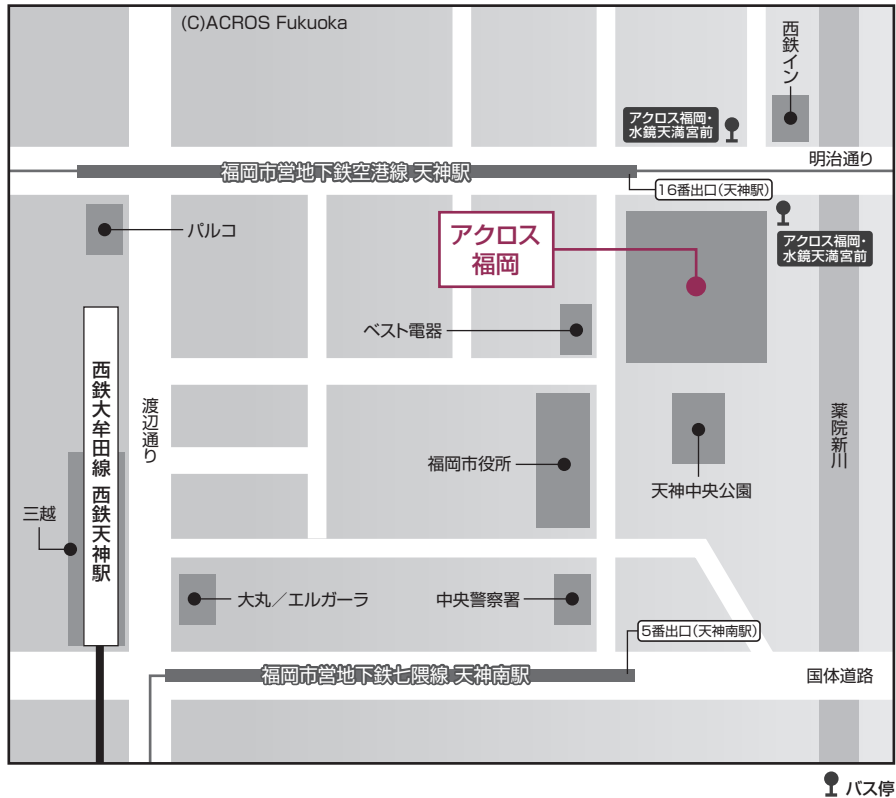 (C)ACROS Fukuoka
西鉄イン
アクロス福岡・
水鏡天満宮前
明治通り
福岡市営地下鉄空港線 天神駅
16番出口(天神駅)
パルコ
アクロス
福岡
アクロス福岡・
水鏡天満宮前
ベスト電器
西鉄大牟田線 西鉄天神駅
渡辺通り
薬院新川
福岡市役所
天神中央公園
三越
大丸／エルガーラ
中央警察署
5番出口(天神南駅)
福岡市営地下鉄七隈線 天神南駅
国体道路
バス停